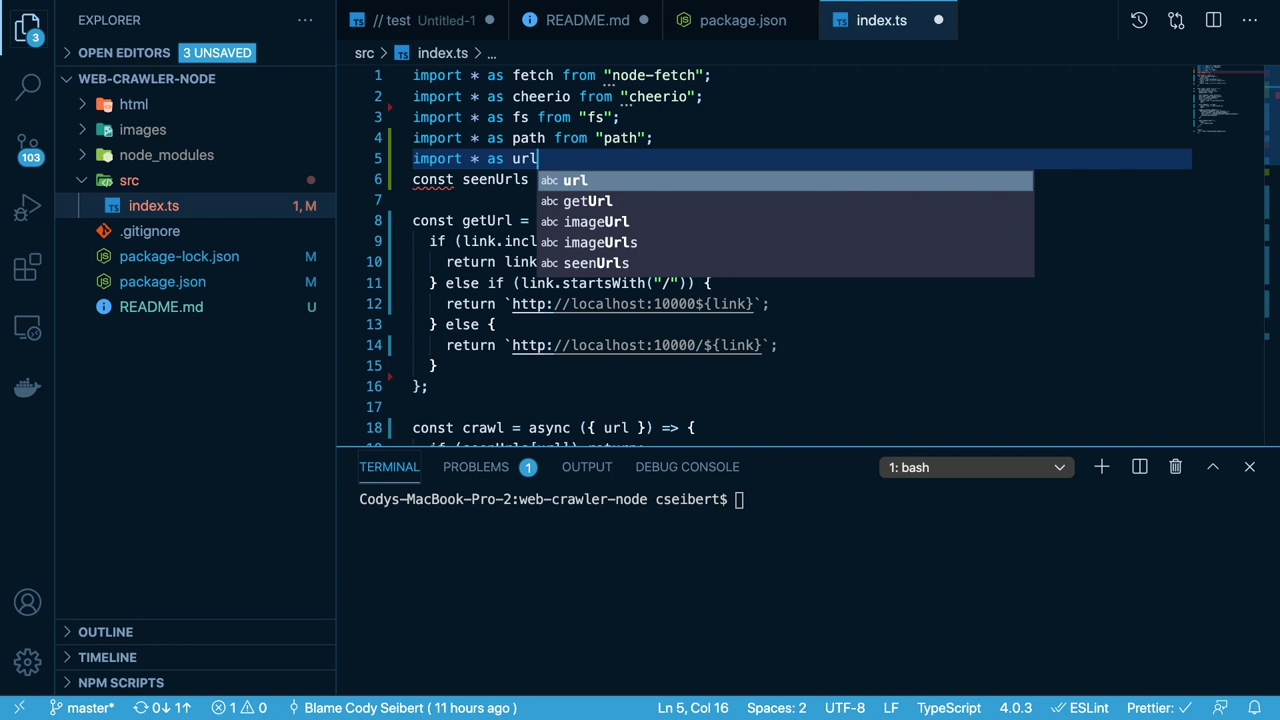 EXPLORER
// test Untitled-1
README.md
package.json
index.ts
3
OPEN EDITORS 3 UNSAVED
src > index.ts > ...
WEB-CRAWLER-NODE
html
images
node_modules
src
index.ts 1, M
.gitignore
package-lock.json M
package.json M
README.md U
103
1 import * as fetch from "node-fetch";
2 import * as cheerio from "cheerio";
3 import * as fs from "fs";
4 import * as path from "path";
5 import * as url
6 const seenUrls
7
8 const getUrl =
9 if (link.incl
10 return link
11 } else if (link.startsWith("/")) {
12 return `http://localhost:10000${link}`;
13 } else {
14 return `http://localhost:10000/${link}`;
15 }
16 };
17
18 const crawl = async ({ url }) => {
abc url
abc getUrl
abc imageUrl
abc imageUrls
abc seenUrls
TERMINAL PROBLEMS 1 OUTPUT DEBUG CONSOLE 1: bash
Codys-MacBook-Pro-2:web-crawler-node cseibert$
OUTLINE
TIMELINE
NPM SCRIPTS
master* 0↓ 1↑ 1 0 Blame Cody Seibert ( 11 hours ago ) Ln 5, Col 16 Spaces: 2 UTF-8 LF TypeScript 4.0.3 ESLint Prettier: ✓